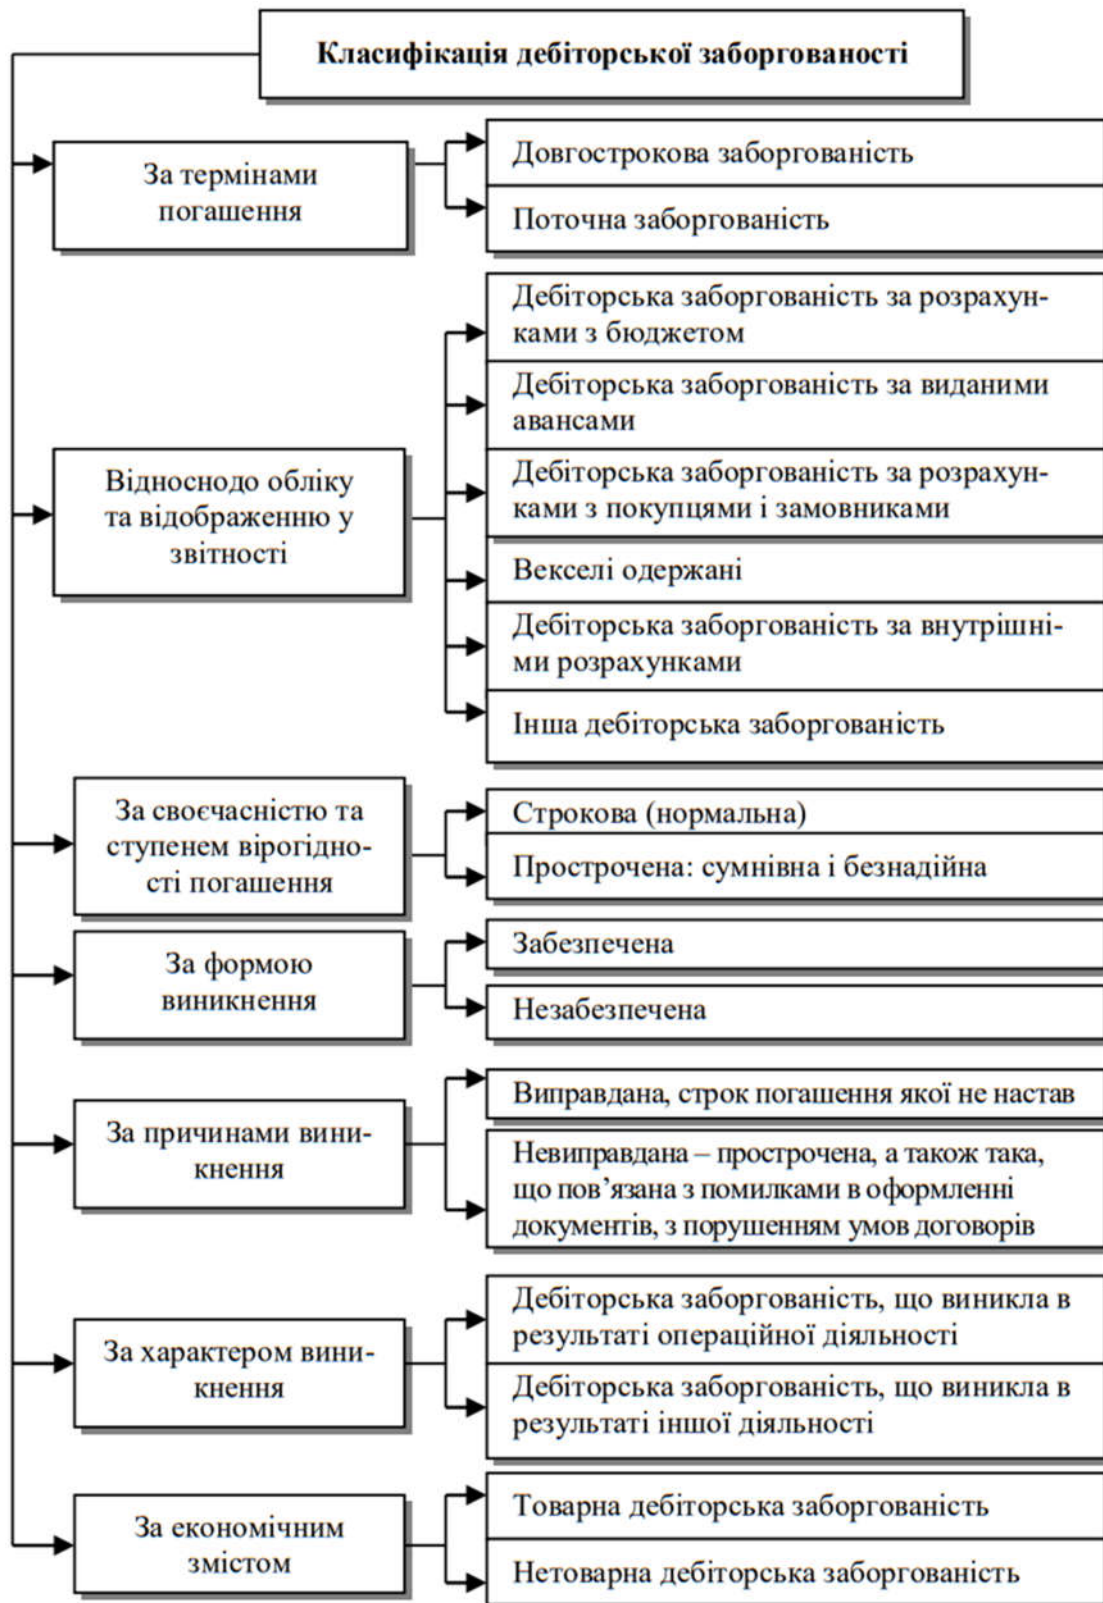 Класифікація дебіторської заборгованості
За термінами
погашення
Довгострокова заборгованість
Поточна заборгованість
Відноснодо обліку
та відображенню у
звітності
Дебіторська заборгованість за розрахун-
ками з бюджетом
Дебіторська заборгованість за виданими
авансами
Дебіторська заборгованість за розрахун-
ками з покупцями і замовниками
Векселі одержані
Дебіторська заборгованість за внутрішні-
ми розрахунками
Інша дебіторська заборгованість
За своєчасністю та
ступенем вірогідно-
сті погашення
Строкова (нормальна)
Прострочена: сумнівна і безнадійна
За формою
виникнення
Забезпечена
Незабезпечена
За причинами вини-
кнення
Виправдана, строк погашення якої не настав
Невиправдана – прострочена, а також така,
що пов’язана з помилками в оформленні
документів, з порушенням умов договорів
За характером вини-
кнення
Дебіторська заборгованість, що виникла в
результаті операційної діяльності
Дебіторська заборгованість, що виникла в
результаті іншої діяльності
За економічним
змістом
Товарна дебіторська заборгованість
Нетоварна дебіторська заборгованість